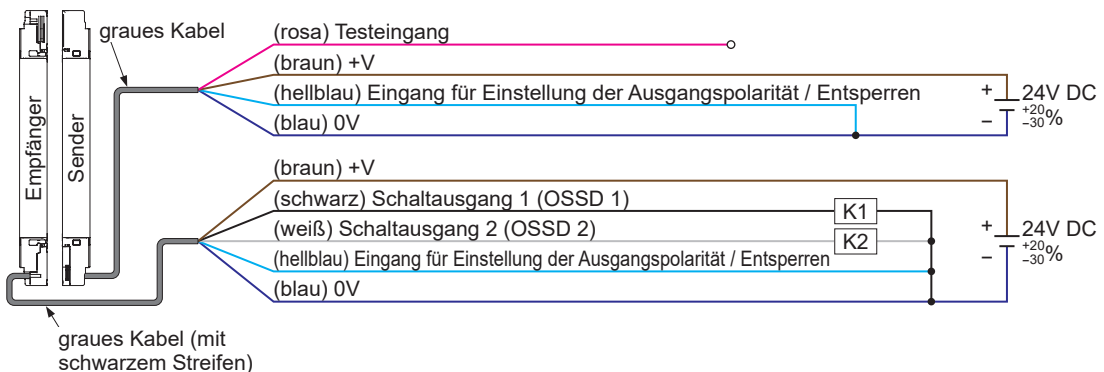 graues Kabel
Empfänger
Sender
(rosa) Testeingang
(braun) +V
(hellblau) Eingang für Einstellung der Ausgangspolarität / Entsperren
(blau) 0V
+
−
24V DC
+20
−30%
(braun) +V
(schwarz) Schaltausgang 1 (OSSD 1)
K1
(weiß) Schaltausgang 2 (OSSD 2)
K2
(hellblau) Eingang für Einstellung der Ausgangspolarität / Entsperren
(blau) 0V
+
−
24V DC
+20
−30%
graues Kabel (mit
schwarzem Streifen)